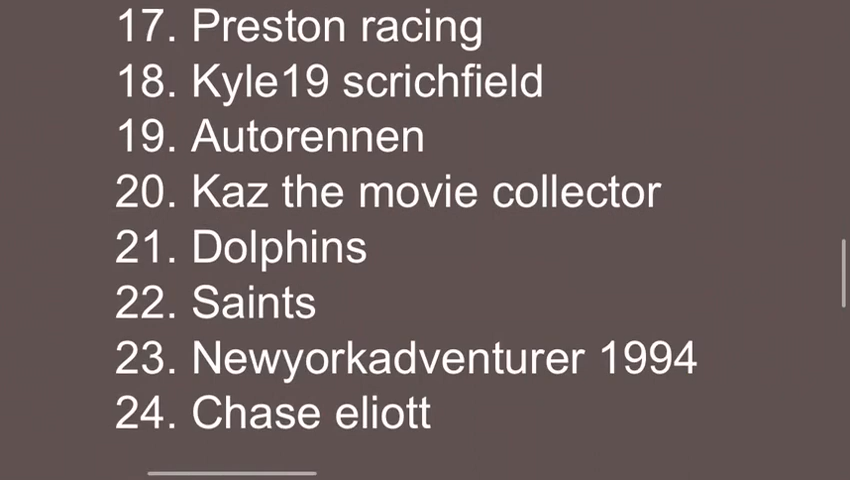 17. Preston racing
18. Kyle19 scrichfield
19. Autorennen
20. Kaz the movie collector
21. Dolphins
22. Saints
23. Newyorkadventurer 1994
24. Chase eliott